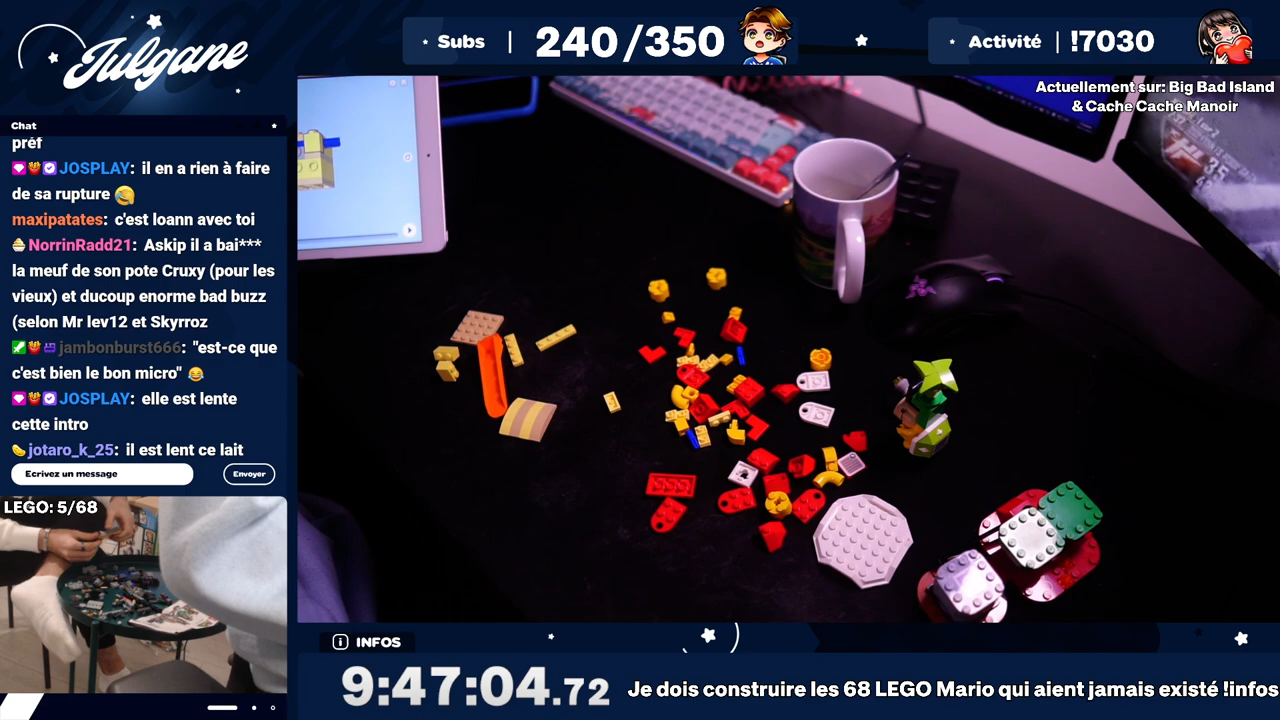 Julgane
Subs | 240/350
Activité | !7030
Actuellement sur: Big Bad Island
& Cache Cache Manoir
Chat
préf
JOSPLAY: il en a rien à faire
de sa rupture
maxipatates: c'est loann avec toi
NorrinRadd21: Askip il a bai***
la meuf de son pote Cruxy (pour les
vieux) et ducoup enorme bad buzz
(selon Mr lev12 et Skyrroz
jambonburst666: "est-ce que
c'est bien le bon micro"
JOSPLAY: elle est lente
cette intro
jotaro_k_25: il est lent ce lait
Ecrivez un message
Envoyer
LEGO: 5/68
INFOS
9:47:04.72
Je dois construire les 68 LEGO Mario qui aient jamais existé !infos